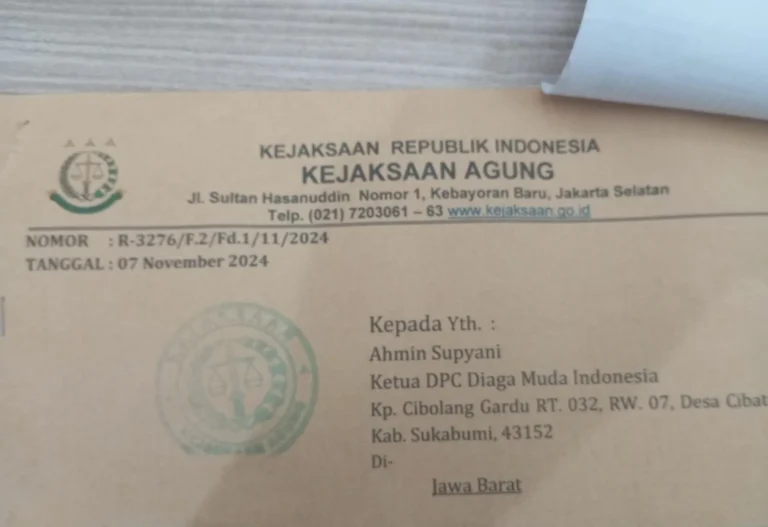 KEJAKSAAN REPUBLIK INDONESIA
KEJAKSAAN AGUNG
Jl. Sultan Hasanuddin Nomor 1, Kebayoran Baru, Jakarta Selatan
Telp. (021) 7203061 – 63 www.kejaksaan.go.id
NOMOR : R-3276/F.2/Fd.1/11/2024
TANGGAL : 07 November 2024
Kepada Yth. :
Ahmin Supyani
Ketua DPC Diaga Muda Indonesia
Kp. Cibolang Gardu RT. 032, RW. 07, Desa Cibat
Kab. Sukabumi, 43152
Di-
Jawa Barat